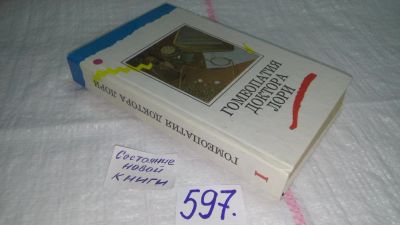 ГОМЕОПАТИЯ
ДОКТОРА
ЛОРИ
ГОМЕОПАТИЯ ДОКТОРА ЛОРИ
I
Состояние
новой
книги
597.